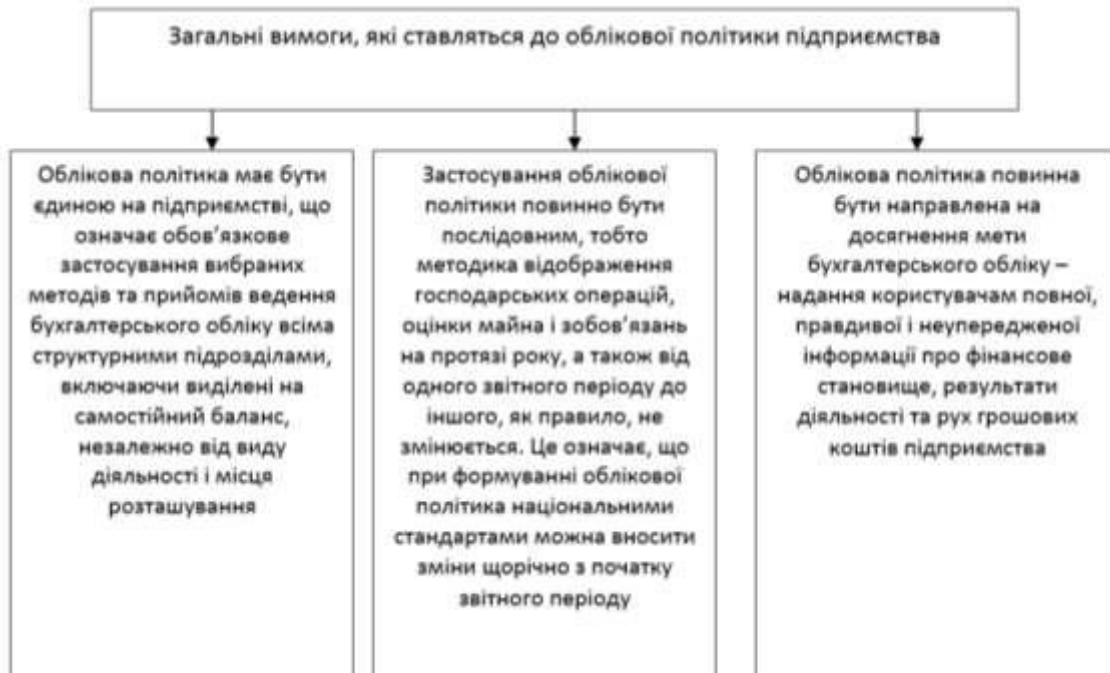 Загальні вимоги, які ставляться до облікової політики підприємства
Облікова політика має бути
єдиною на підприємстві, що
означає обов’язкове
застосування вибраних
методів та прийомів ведення
бухгалтерського обліку всіма
структурними підрозділами,
включаючи виділені на
самостійний баланс,
незалежно від виду
діяльності і місця
розташування
Застосування облікової
політики повинно бути
послідовним, тобто
методика відображення
господарських операцій,
оцінки майна і зобов’язань
на протязі року, а також від
одного звітного періоду до
іншого, як правило, не
змінюється. Це означає, що
при формуванні облікової
політика національними
стандартами можна вносити
зміни щорічно з початку
звітного періоду
Облікова політика повинна
бути направлена на
досягнення мети
бухгалтерського обліку –
надання користувачам повної,
правдивої і неупередженої
інформації про фінансове
становище, результати
діяльності та рух грошових
коштів підприємства